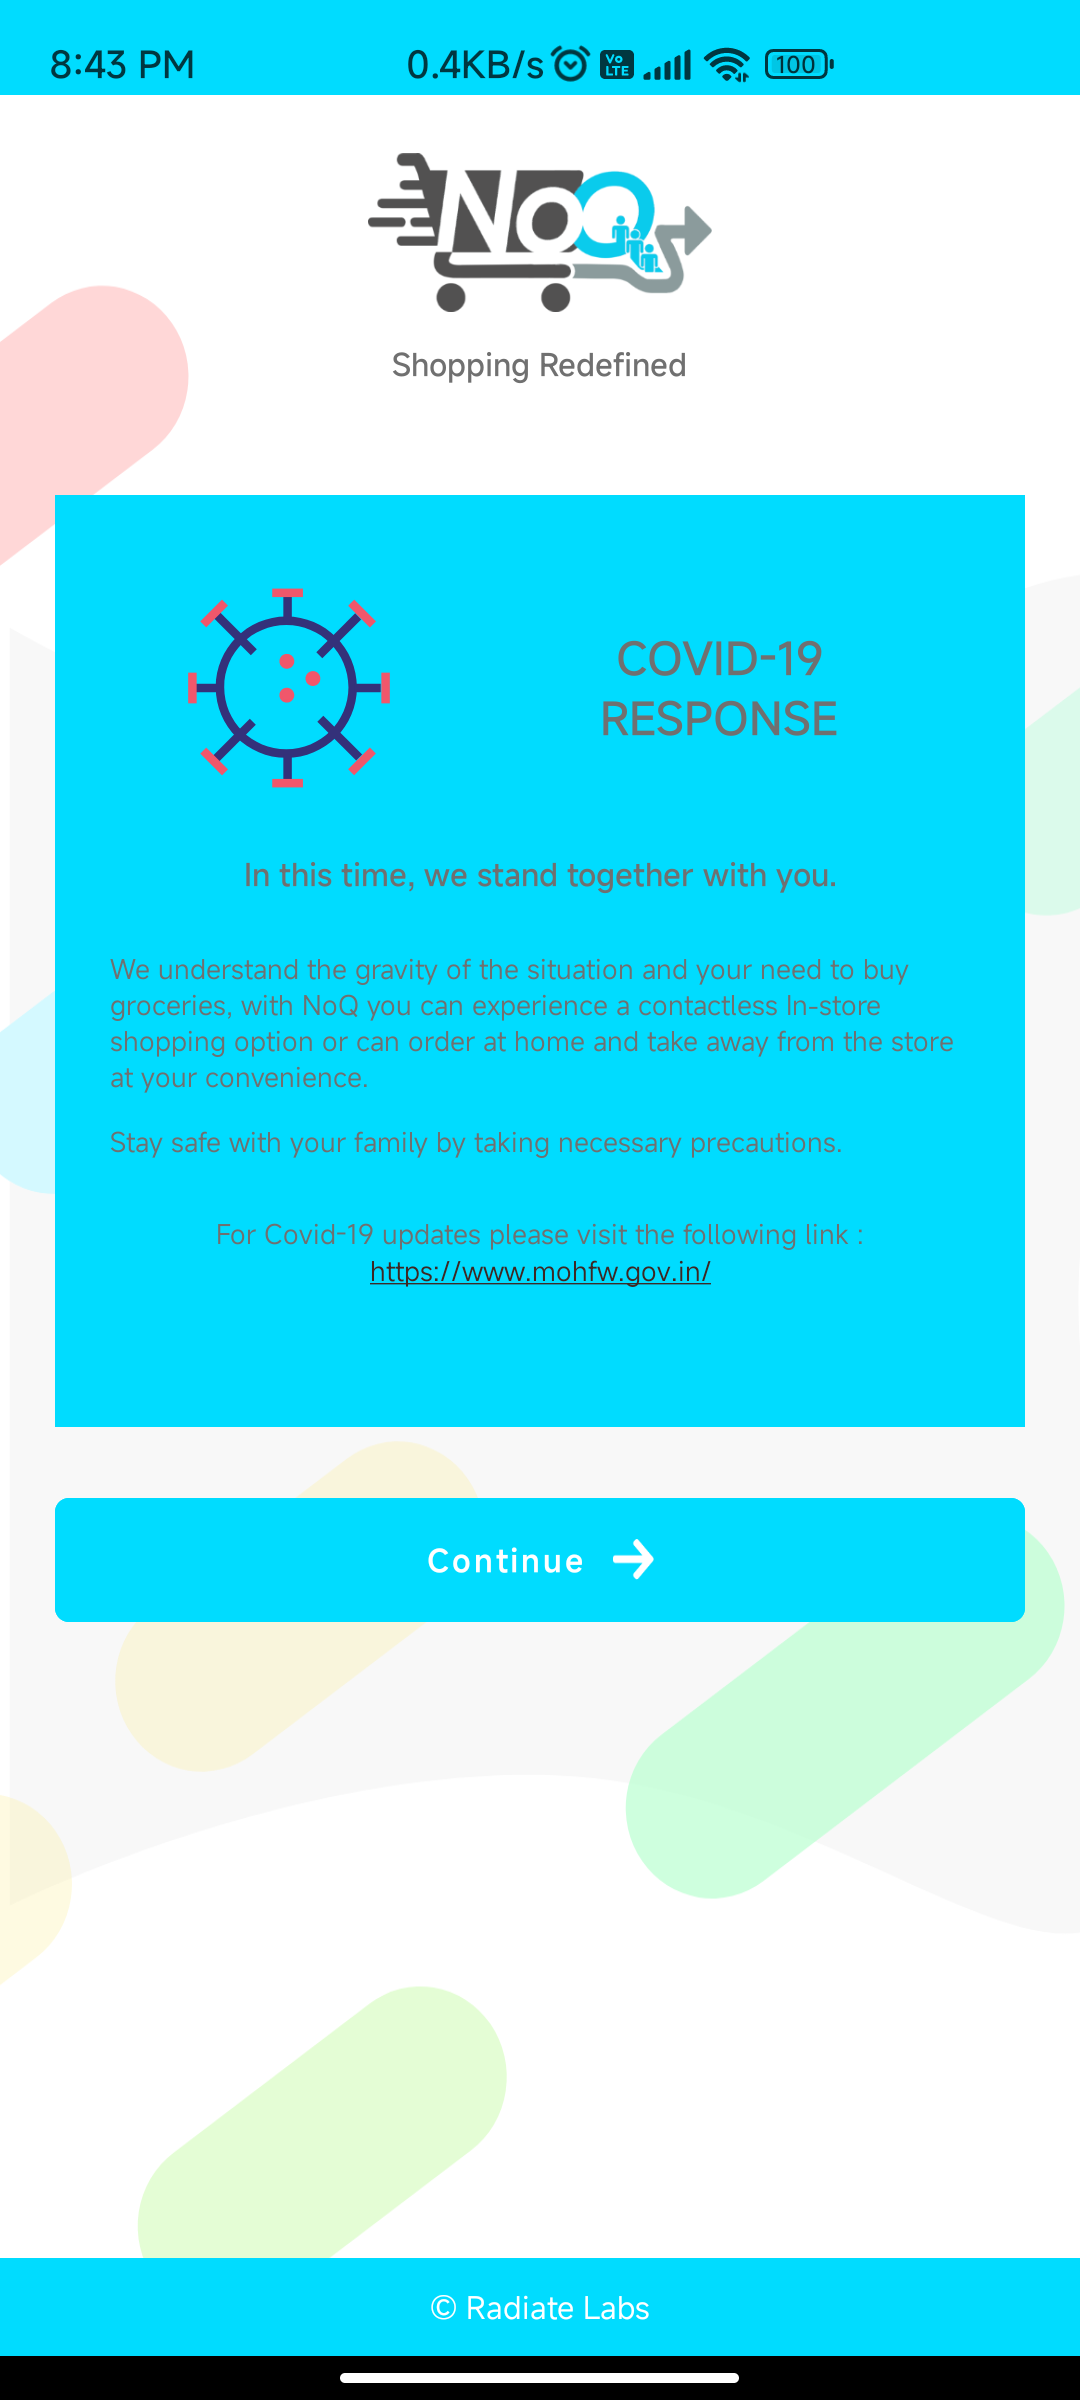 8:43 PM 0.4KB/s Vo LTE 100
NoQ
Shopping Redefined
COVID-19
RESPONSE
In this time, we stand together with you.
We understand the gravity of the situation and your need to buy
groceries, with NoQ you can experience a contactless In-store
shopping option or can order at home and take away from the store
at your convenience.
Stay safe with your family by taking necessary precautions.
For Covid-19 updates please visit the following link :
https://www.mohfw.gov.in/
Continue
© Radiate Labs